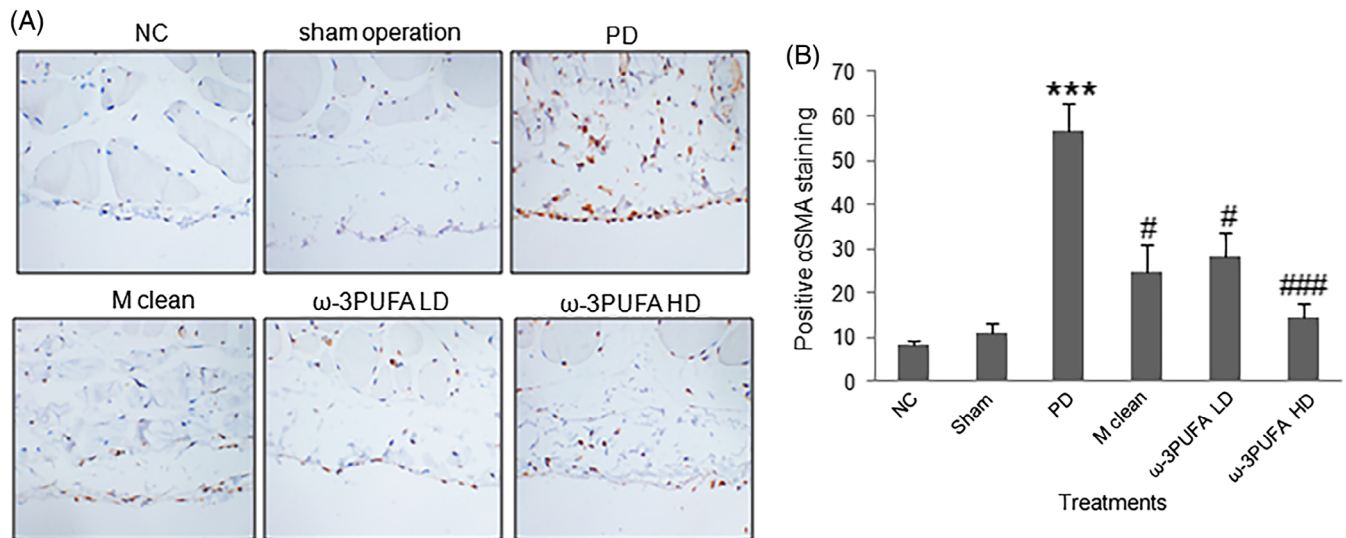 (A)
NC
sham operation
PD
M clean
ω-3PUFA LD
ω-3PUFA HD
(B)
Positive αSMA staining
70
60
50
40
30
20
10
0
***
#
#
###
NC
Sham
PD
M clean
ω-3PUFA LD
ω-3PUFA HD
Treatments